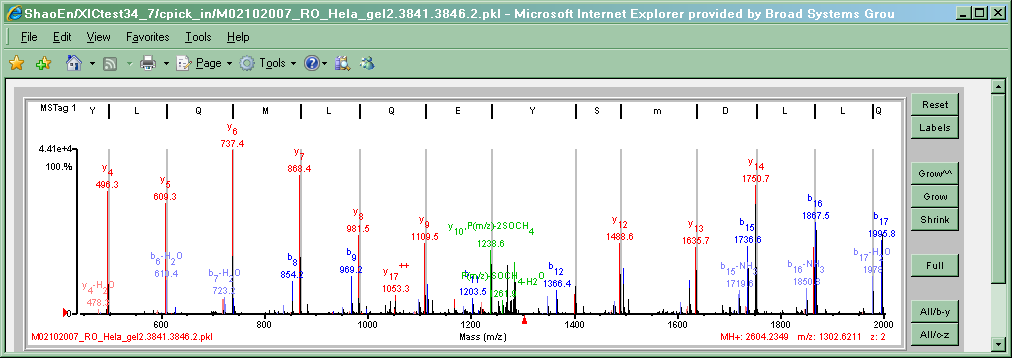 ShaoEn/XICtest34_7/cpick_in/M02102007_RO_Hela_gel2.3841.3846.2.pkl - Microsoft Internet Explorer provided by Broad Systems Grou
File Edit View Favorites Tools Help
Page Tools
MSTag 1 Y L Q M L Q E Y S m D L L Q
Reset
Labels
Grow^^
Grow
Shrink
Full
All/b-y
All/c-z
4.41e+4
100.%
y4
496.3
y5
609.3
y6
737.4
y7
868.4
y8
981.5
y9
1109.5
y10-P(m/z)-2SOCH4
1238.6
y12
1488.6
y13
1635.7
y14
1750.7
b16
1867.5
b17
1995.8
b15
1736.6
b8
854.2
b9
969.2
y17++
1053.3
1203.5
b12
1366.4
b6-H2O
610.4
b7-H2O
723.2
y4-H2O
b15-NH3
1719.6
b16-NH3
1850.8
b17-H2O
1978
600 800 1000 1200 1400 1600 1800 2000
M02102007_RO_Hela_gel2.3841.3846.2.pkl Mass (m/z) MH+: 2604.2349 m/z: 1302.6211 z: 2